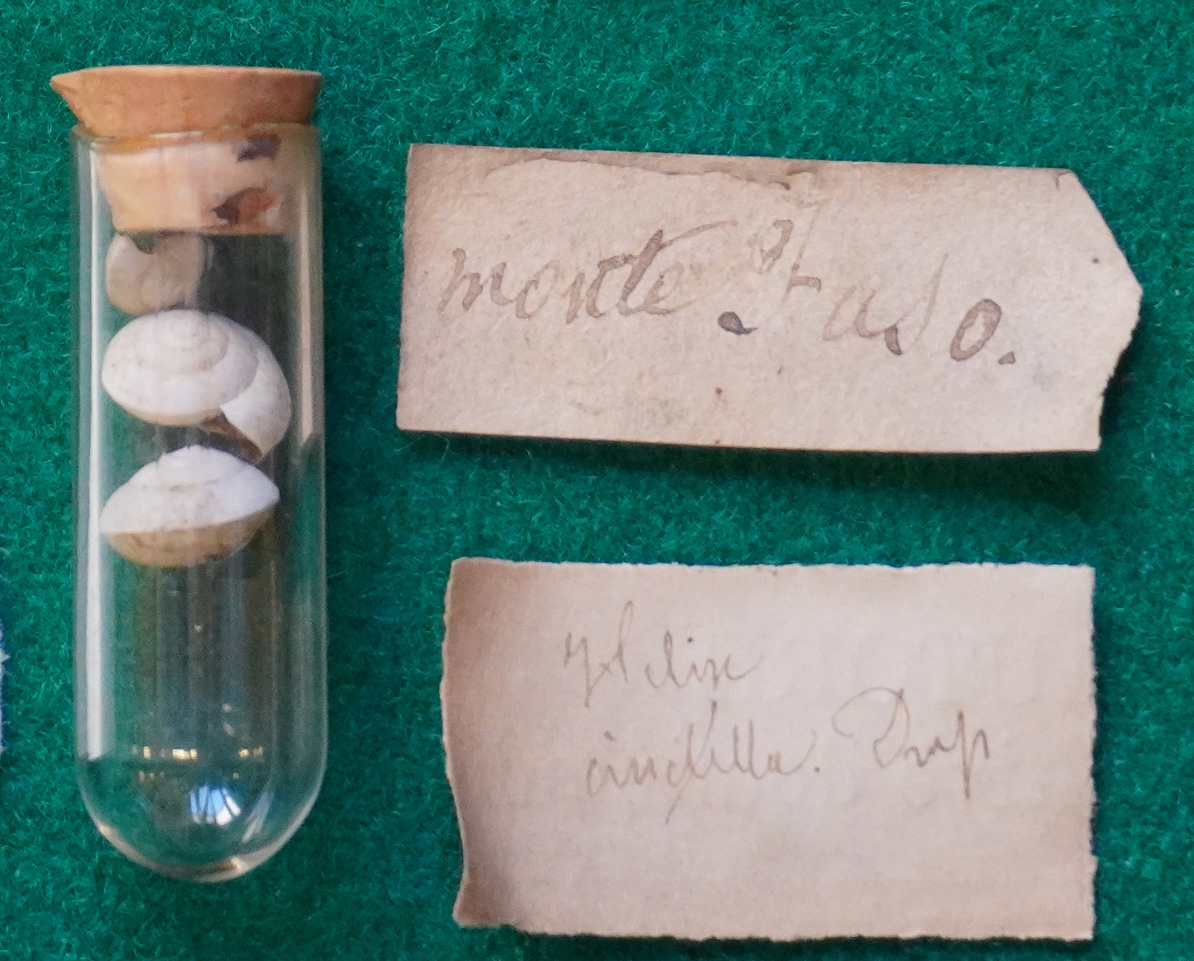 monte Faso.
Helix
cinctella. Drap